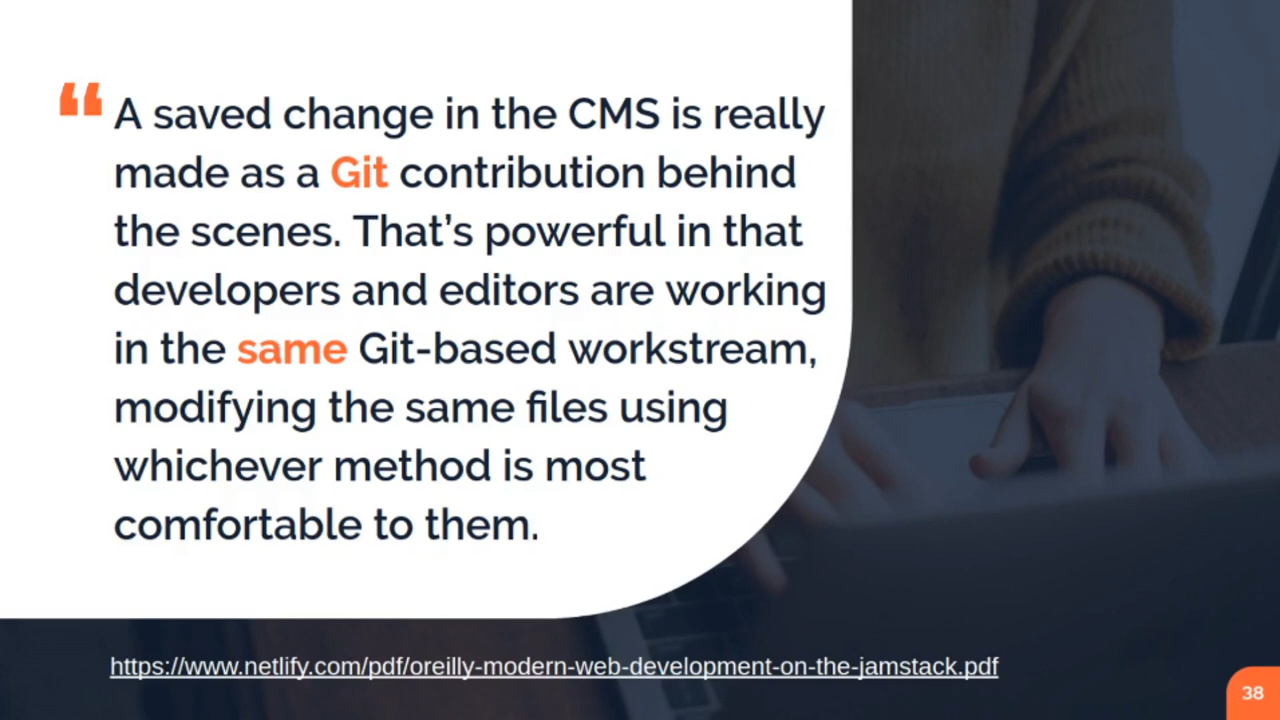 “ A saved change in the CMS is really
made as a Git contribution behind
the scenes. That’s powerful in that
developers and editors are working
in the same Git-based workstream,
modifying the same files using
whichever method is most
comfortable to them.
https://www.netlify.com/pdf/oreilly-modern-web-development-on-the-jamstack.pdf
38